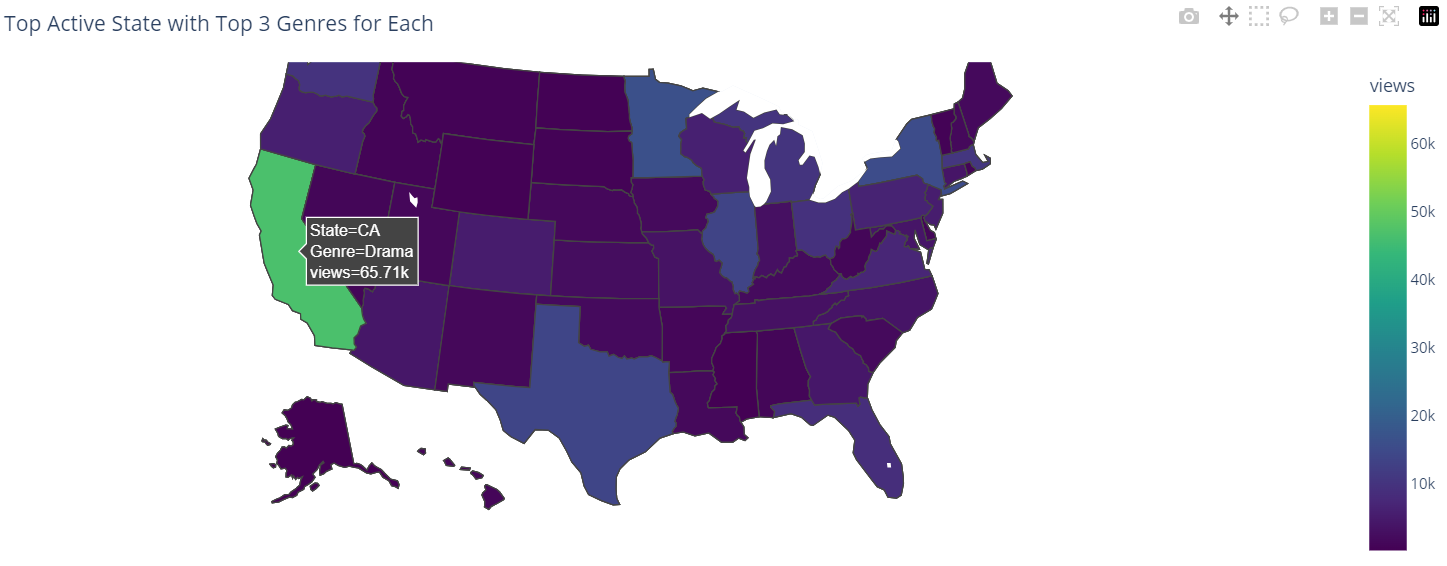 Top Active State with Top 3 Genres for Each
views
60k
50k
State=CA
Genre=Drama
views=65.71k
40k
30k
20k
10k